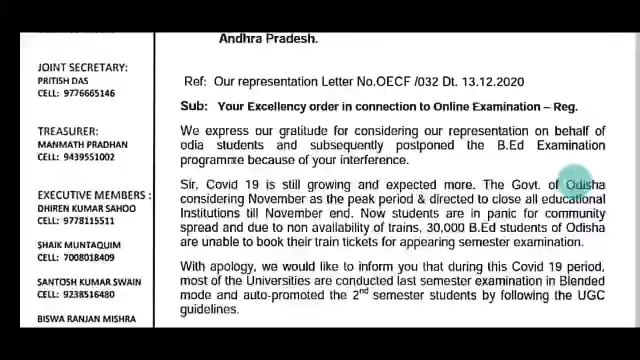 Andhra Pradesh.
JOINT SECRETARY:
PRITISH DAS
CELL: 9776665146
TREASURER:
MANMATH PRADHAN
CELL: 9439551002
EXECUTIVE MEMBERS :
DHIREN KUMAR SAHOO
CELL: 9778115511
SHAIK MUNTAQUIM
CELL: 7008018409
SANTOSH KUMAR SWAIN
CELL: 9238516480
BISWA RANJAN MISHRA
Ref: Our representation Letter No.OECF /032 Dt. 13.12.2020
Sub: Your Excellency order in connection to Online Examination – Reg.
We express our gratitude for considering our representation on behalf of
odia students and subsequently postponed the B.Ed Examination
programme because of your interference.
Sir, Covid 19 is still growing and expected more. The Govt. of Odisha
considering November as the peak period & directed to close all educational
Institutions till November end. Now students are in panic for community
spread and due to non availability of trains, 30,000 B.Ed students of Odisha
are unable to book their train tickets for appearing semester examination.
With apology, we would like to inform you that during this Covid 19 period,
most of the Universities are conducted last semester examination in Blended
mode and auto-promoted the 2nd semester students by following the UGC
guidelines.